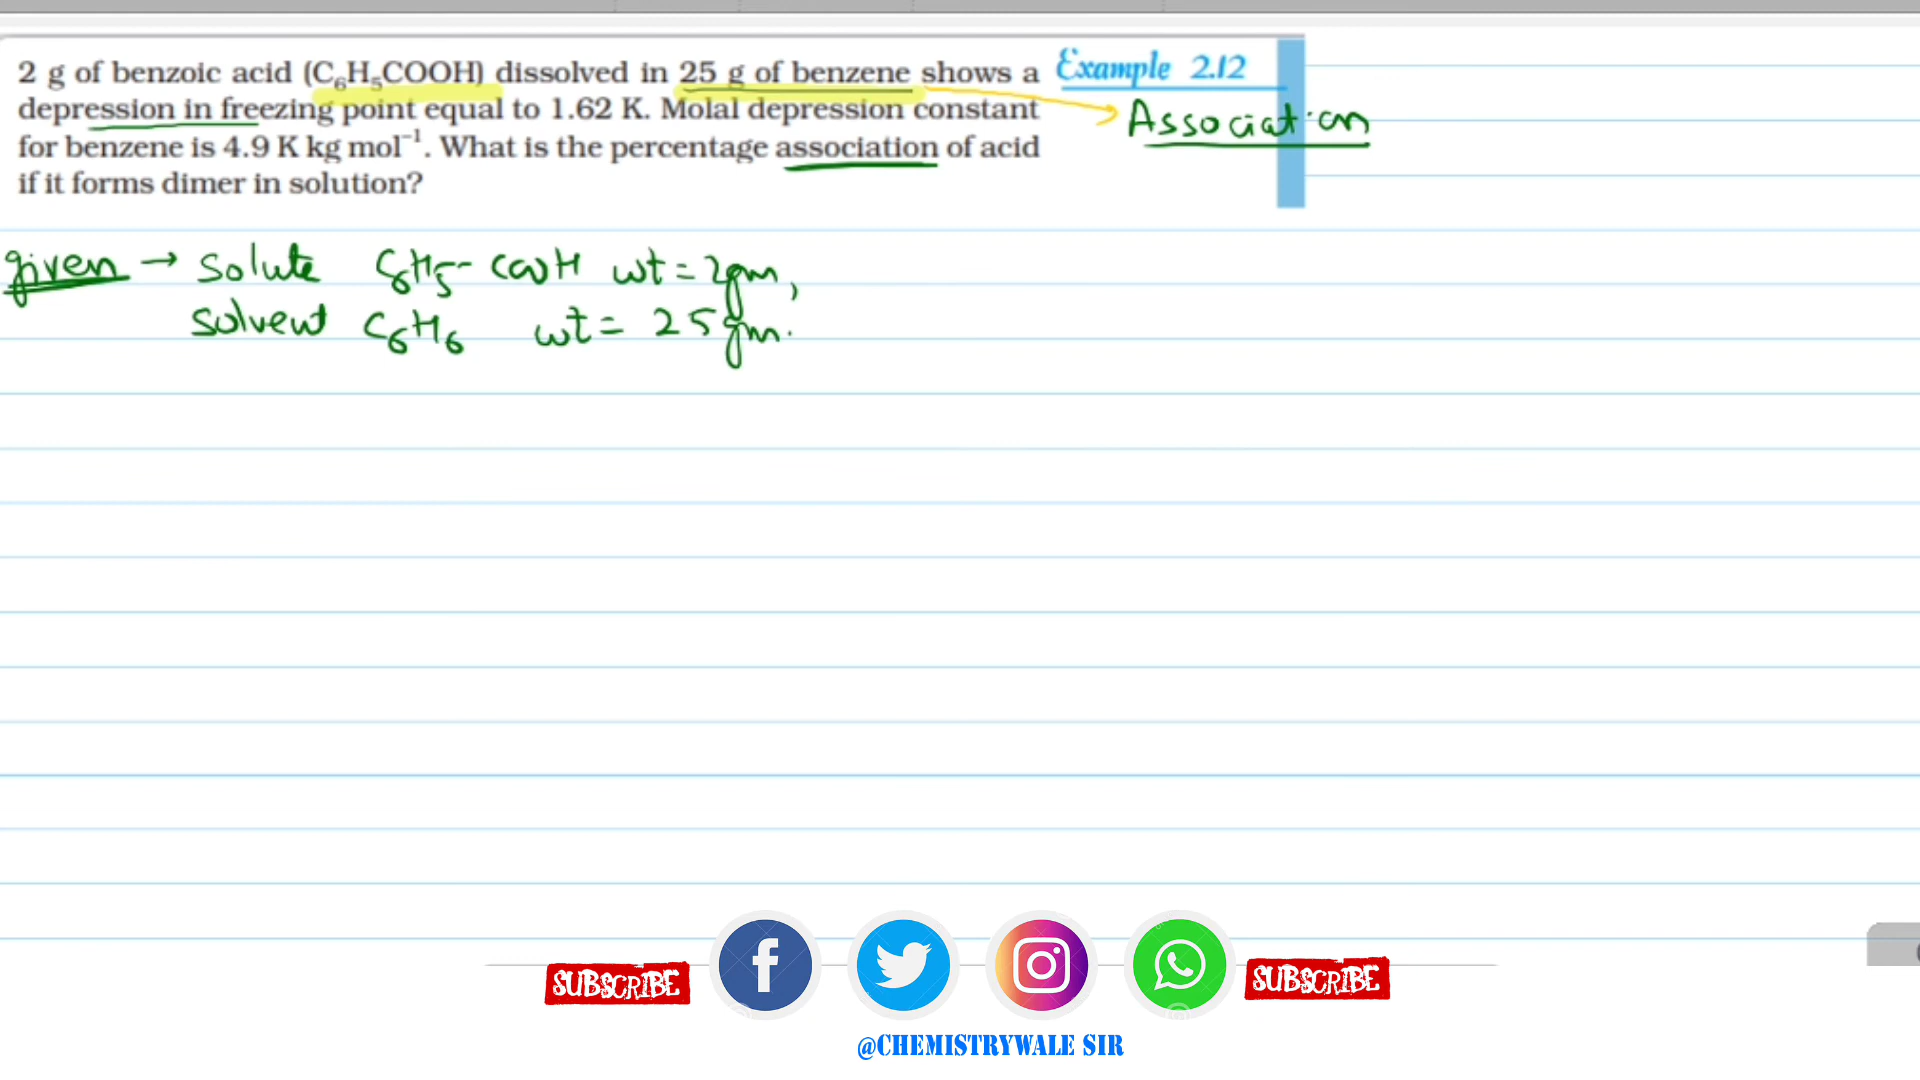 2 g of benzoic acid (C₆H₅COOH) dissolved in 25 g of benzene shows a
depression in freezing point equal to 1.62 K. Molal depression constant
for benzene is 4.9 K kg mol⁻¹. What is the percentage association of acid
if it forms dimer in solution?
Example 2.12
Association
given → solute C₆H₅- COOH wt = 2gm,
solvent C₆H₆ wt = 25gm.
SUBSCRIBE
SUBSCRIBE
@CHEMISTRYWALE SIR